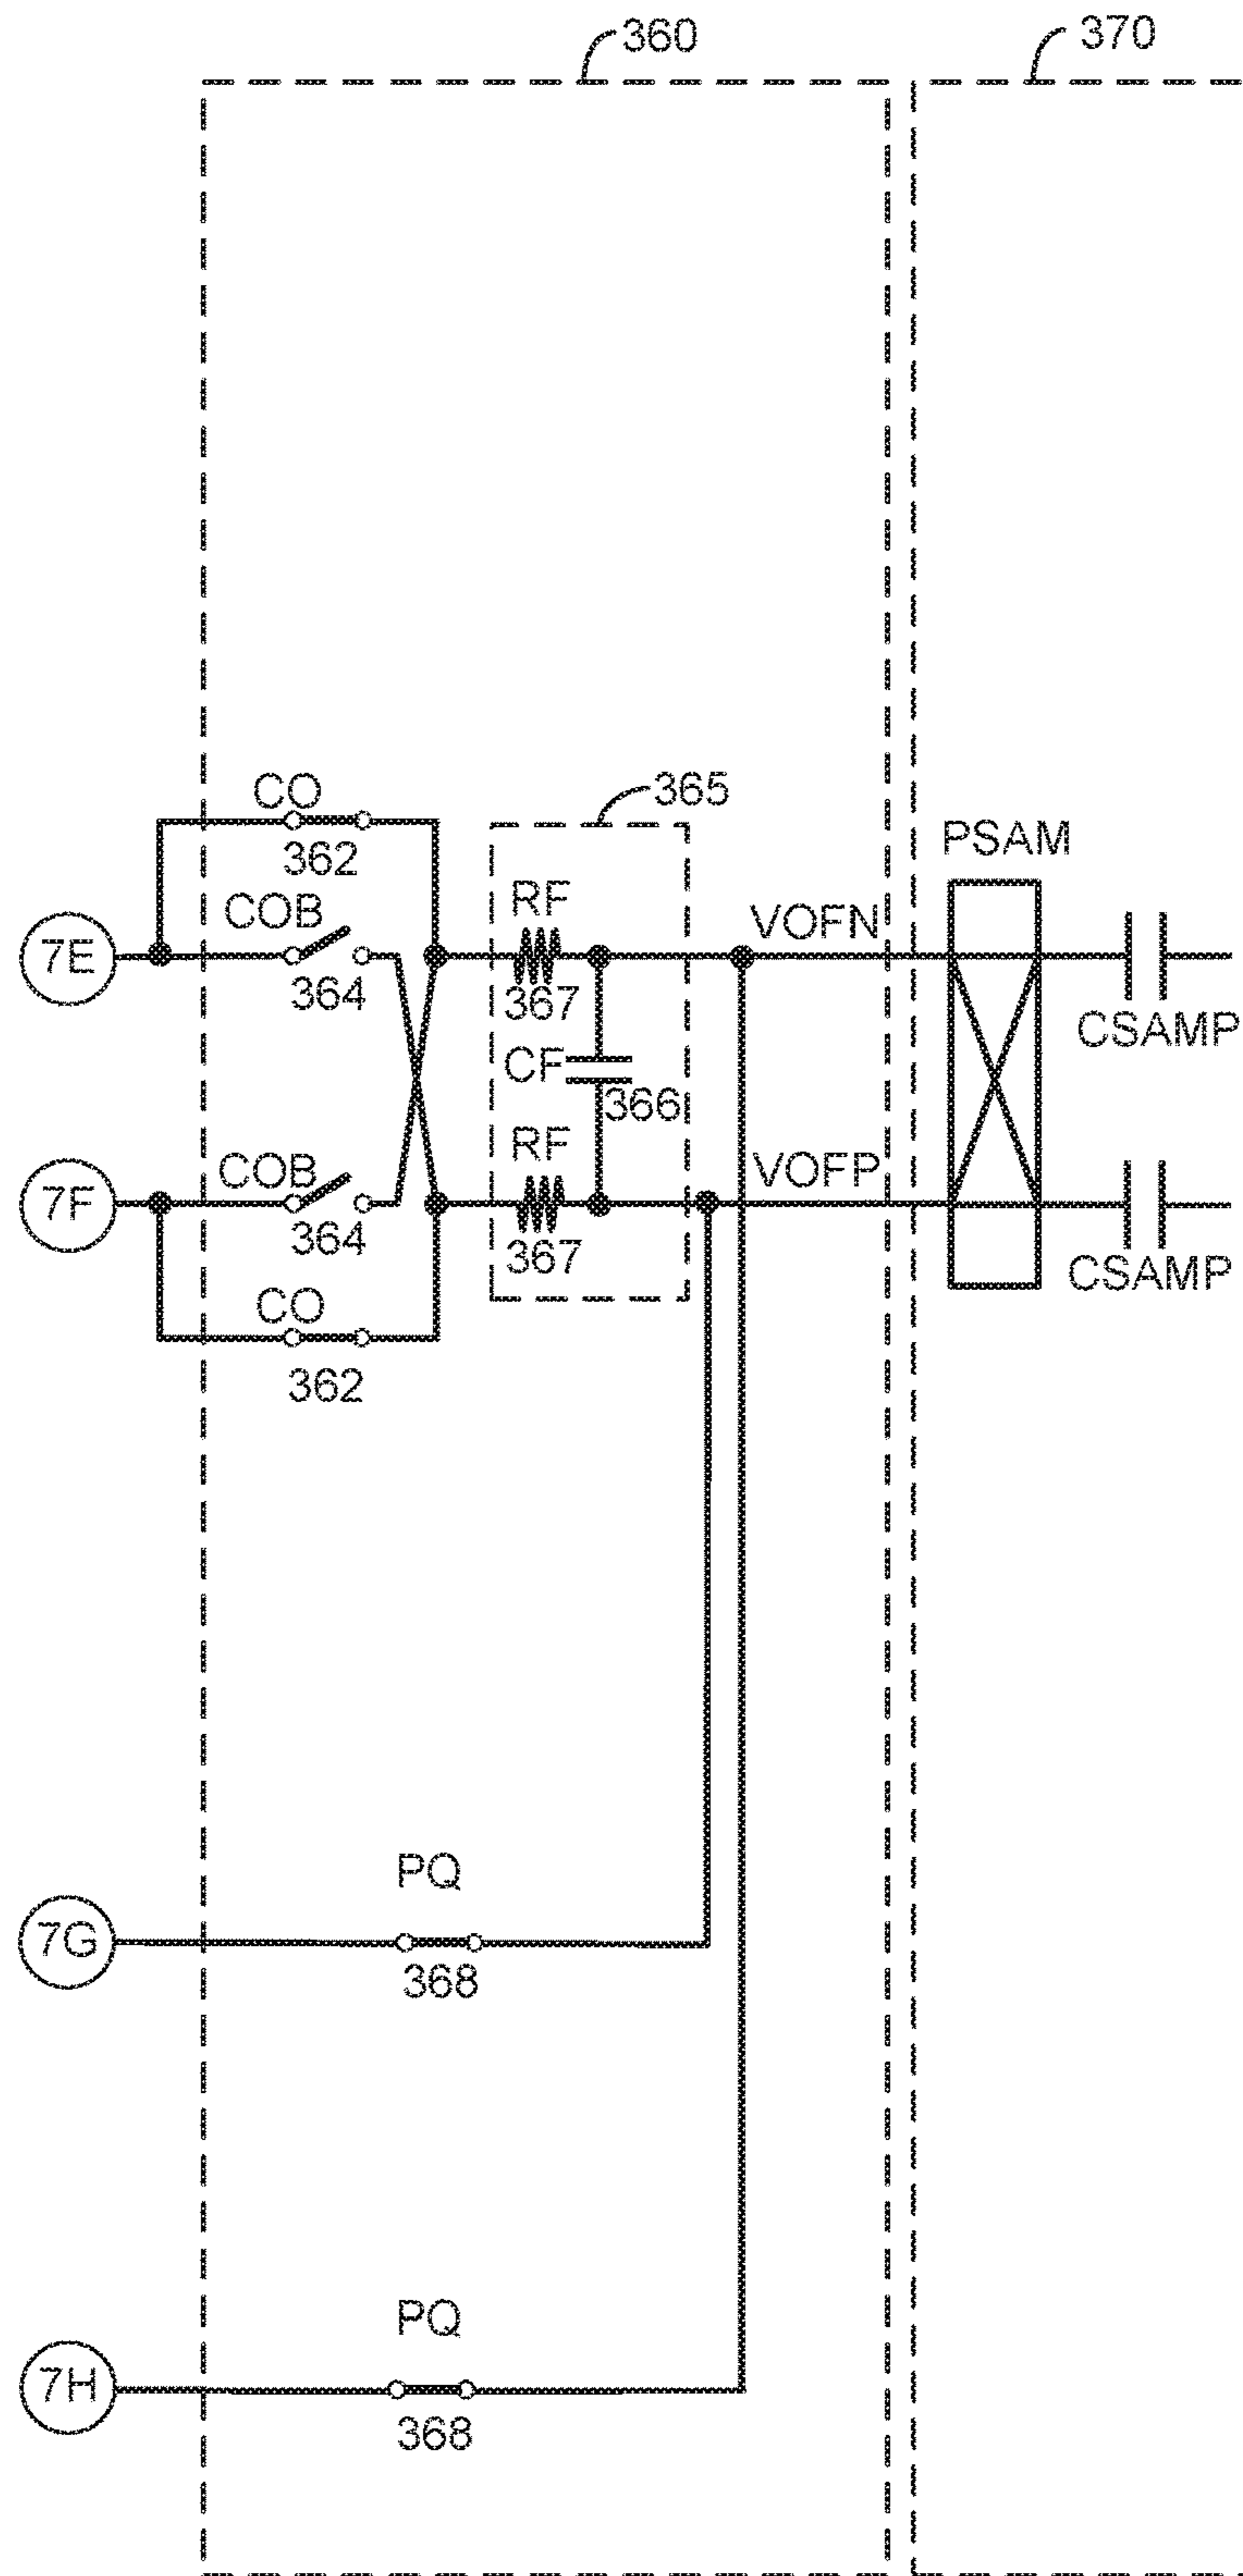 360
370
CO
365
362
PSAM
COB
RF
VOFN
7E
364
367
CSAMP
CF
366
RF
COB
VOFP
7F
364
367
CSAMP
CO
362
PQ
7G
368
PQ
7H
368